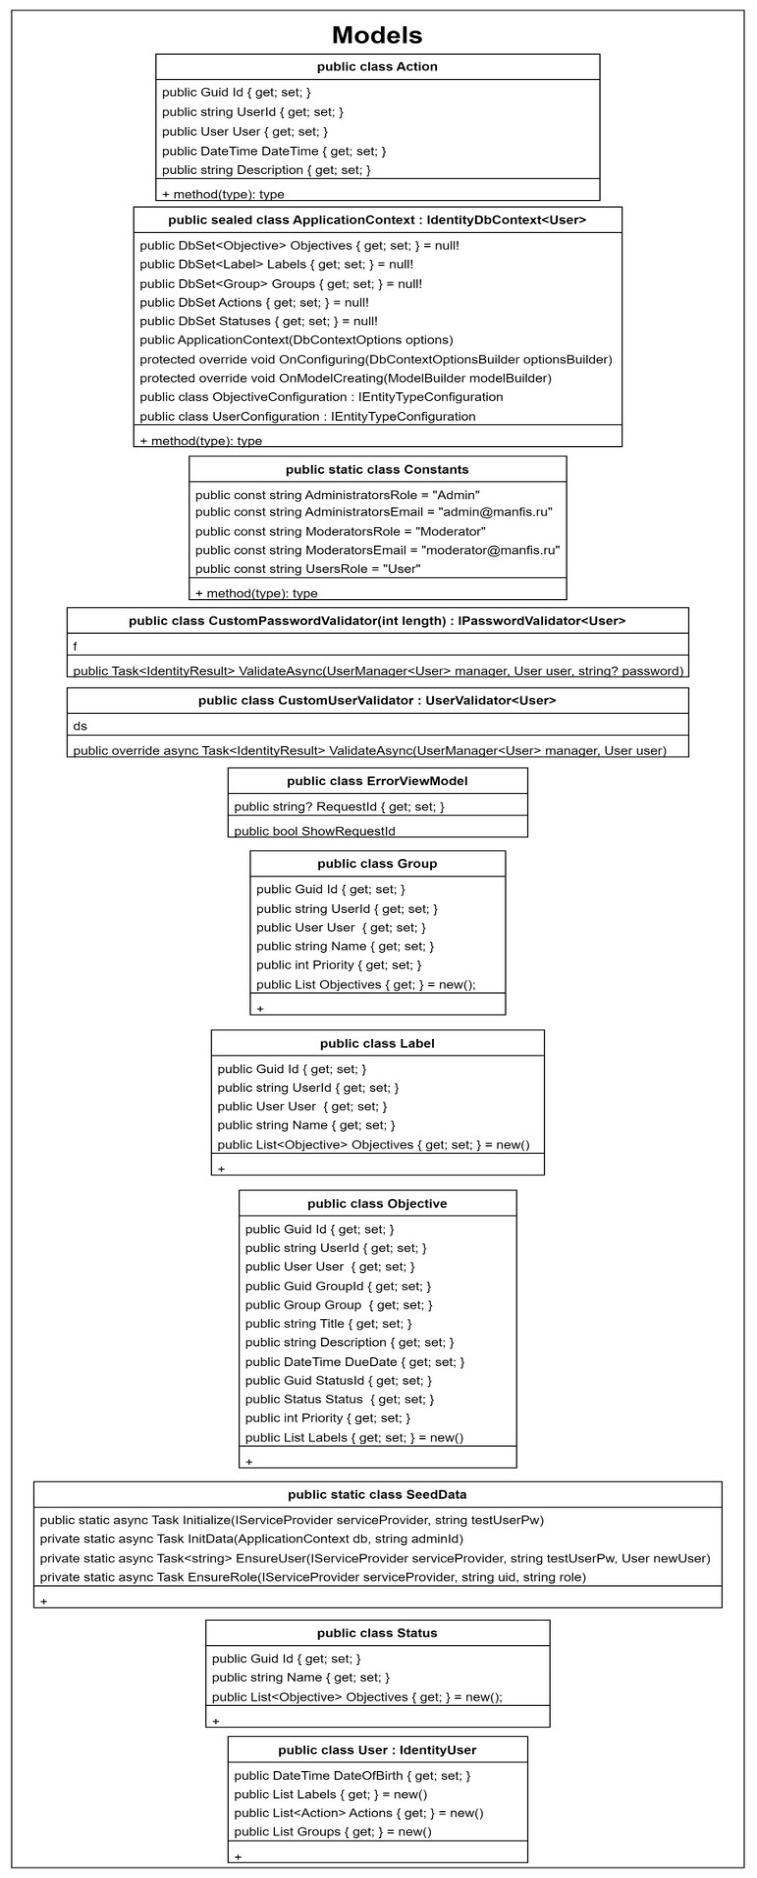 Models
public class Action
public Guid Id { get; set; }
public string UserId { get; set; }
public User User { get; set; }
public DateTime DateTime { get; set; }
public string Description { get; set; }
+ method(type): type
public sealed class ApplicationContext : IdentityDbContext<User>
public DbSet<Objective> Objectives { get; set; } = null!
public DbSet<Label> Labels { get; set; } = null!
public DbSet<Group> Groups { get; set; } = null!
public DbSet Actions { get; set; } = null!
public DbSet Statuses { get; set; } = null!
public ApplicationContext(DbContextOptions options)
protected override void OnConfiguring(DbContextOptionsBuilder optionsBuilder)
protected override void OnModelCreating(ModelBuilder modelBuilder)
public class ObjectiveConfiguration : IEntityTypeConfiguration
public class UserConfiguration : IEntityTypeConfiguration
+ method(type): type
public static class Constants
public const string AdministratorsRole = "Admin"
public const string AdministratorsEmail = "admin@manfis.ru"
public const string ModeratorsRole = "Moderator"
public const string ModeratorsEmail = "moderator@manfis.ru"
public const string UsersRole = "User"
+ method(type): type
public class CustomPasswordValidator(int length) : IPasswordValidator<User>
f
public Task<IdentityResult> ValidateAsync(UserManager<User> manager, User user, string? password)
public class CustomUserValidator : UserValidator<User>
ds
public override async Task<IdentityResult> ValidateAsync(UserManager<User> manager, User user)
public class ErrorViewModel
public string? RequestId { get; set; }
public bool ShowRequestId
public class Group
public Guid Id { get; set; }
public string UserId { get; set; }
public User User  { get; set; }
public string Name { get; set; }
public int Priority { get; set; }
public List Objectives { get; } = new();
+
public class Label
public Guid Id { get; set; }
public string UserId { get; set; }
public User User  { get; set; }
public string Name { get; set; }
public List<Objective> Objectives { get; set; } = new()
+
public class Objective
public Guid Id { get; set; }
public string UserId { get; set; }
public User User  { get; set; }
public Guid GroupId { get; set; }
public Group Group  { get; set; }
public string Title { get; set; }
public string Description { get; set; }
public DateTime DueDate { get; set; }
public Guid StatusId { get; set; }
public Status Status  { get; set; }
public int Priority { get; set; }
public List Labels { get; set; } = new()
+
public static class SeedData
public static async Task Initialize(IServiceProvider serviceProvider, string testUserPw)
private static async Task InitData(ApplicationContext db, string adminId)
private static async Task<string> EnsureUser(IServiceProvider serviceProvider, string testUserPw, User newUser)
private static async Task EnsureRole(IServiceProvider serviceProvider, string uid, string role)
+
public class Status
public Guid Id { get; set; }
public string Name { get; set; }
public List<Objective> Objectives { get; } = new();
+
public class User : IdentityUser
public DateTime DateOfBirth { get; set; }
public List Labels { get; } = new()
public List<Action> Actions { get; } = new()
public List Groups { get; } = new()
+